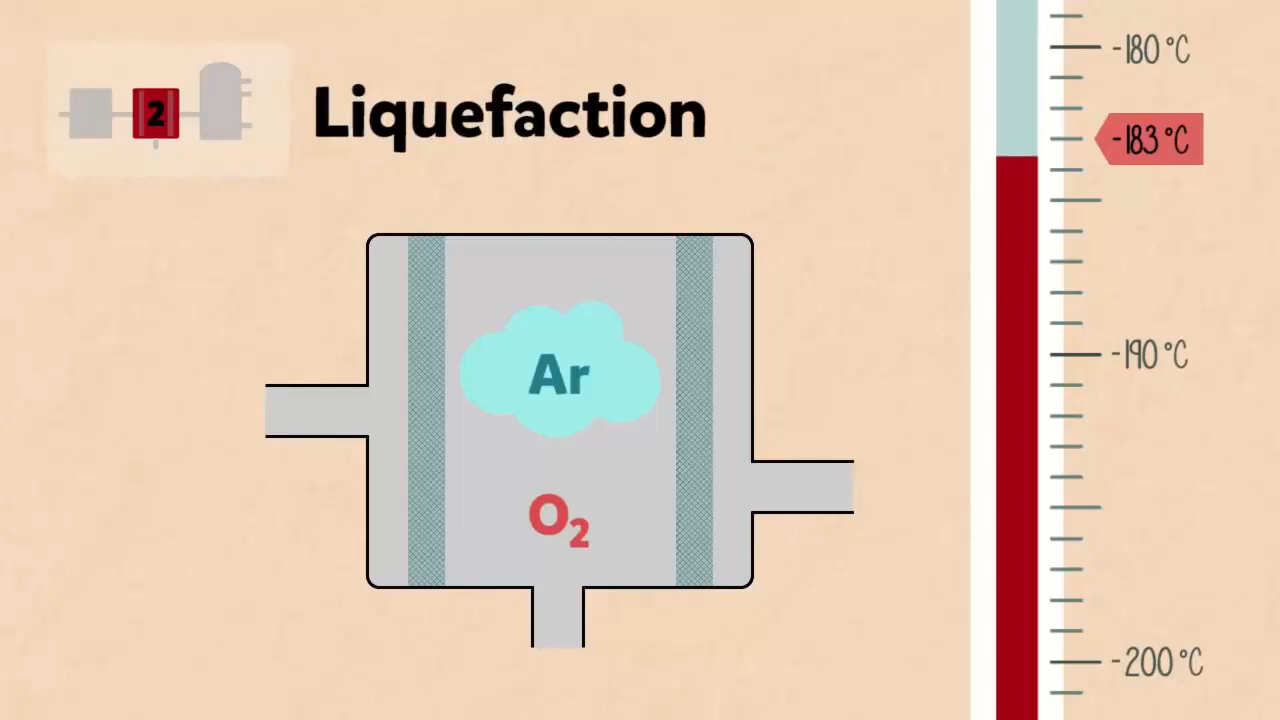 2
Liquefaction
-180 °C
-183 °C
Ar
-190 °C
O₂
-200 °C